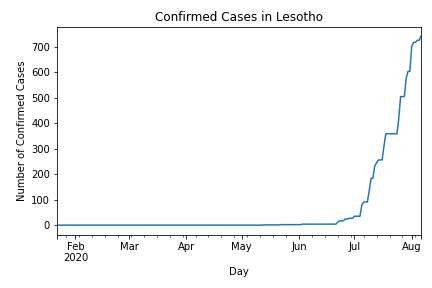 Confirmed Cases in Lesotho
Number of Confirmed Cases
700
600
500
400
300
200
100
0
Feb Mar Apr May Jun Jul Aug
2020
Day